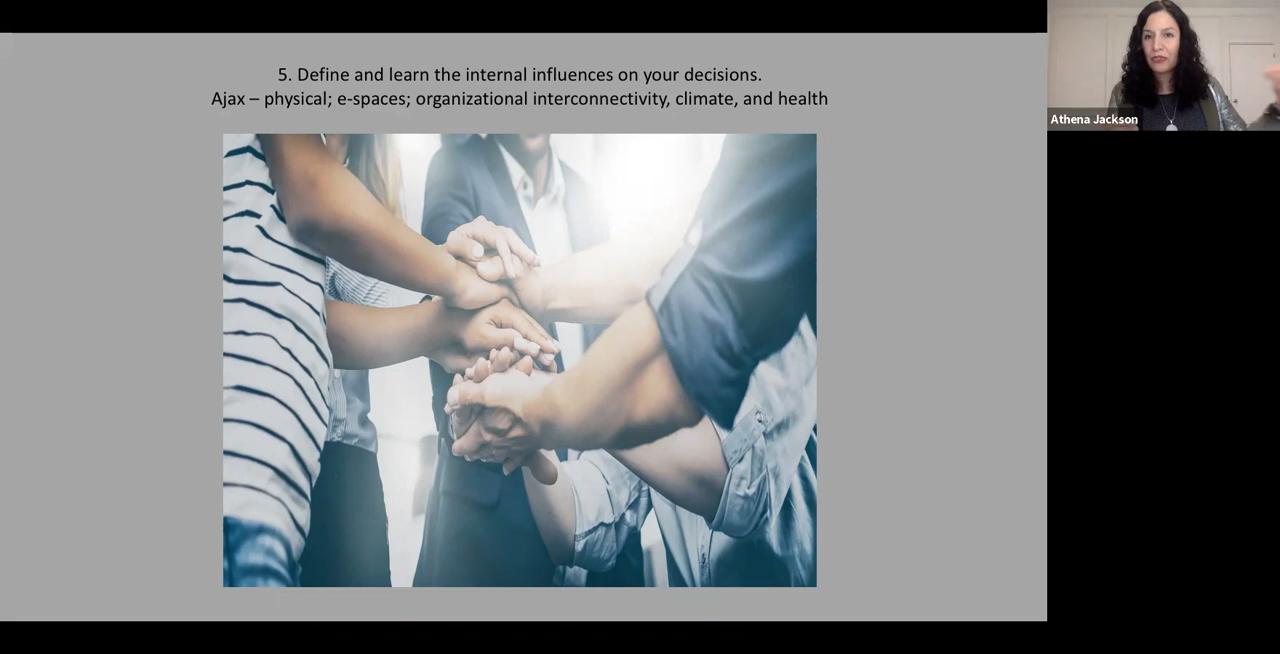 5. Define and learn the internal influences on your decisions.
Ajax – physical; e-spaces; organizational interconnectivity, climate, and health
Athena Jackson